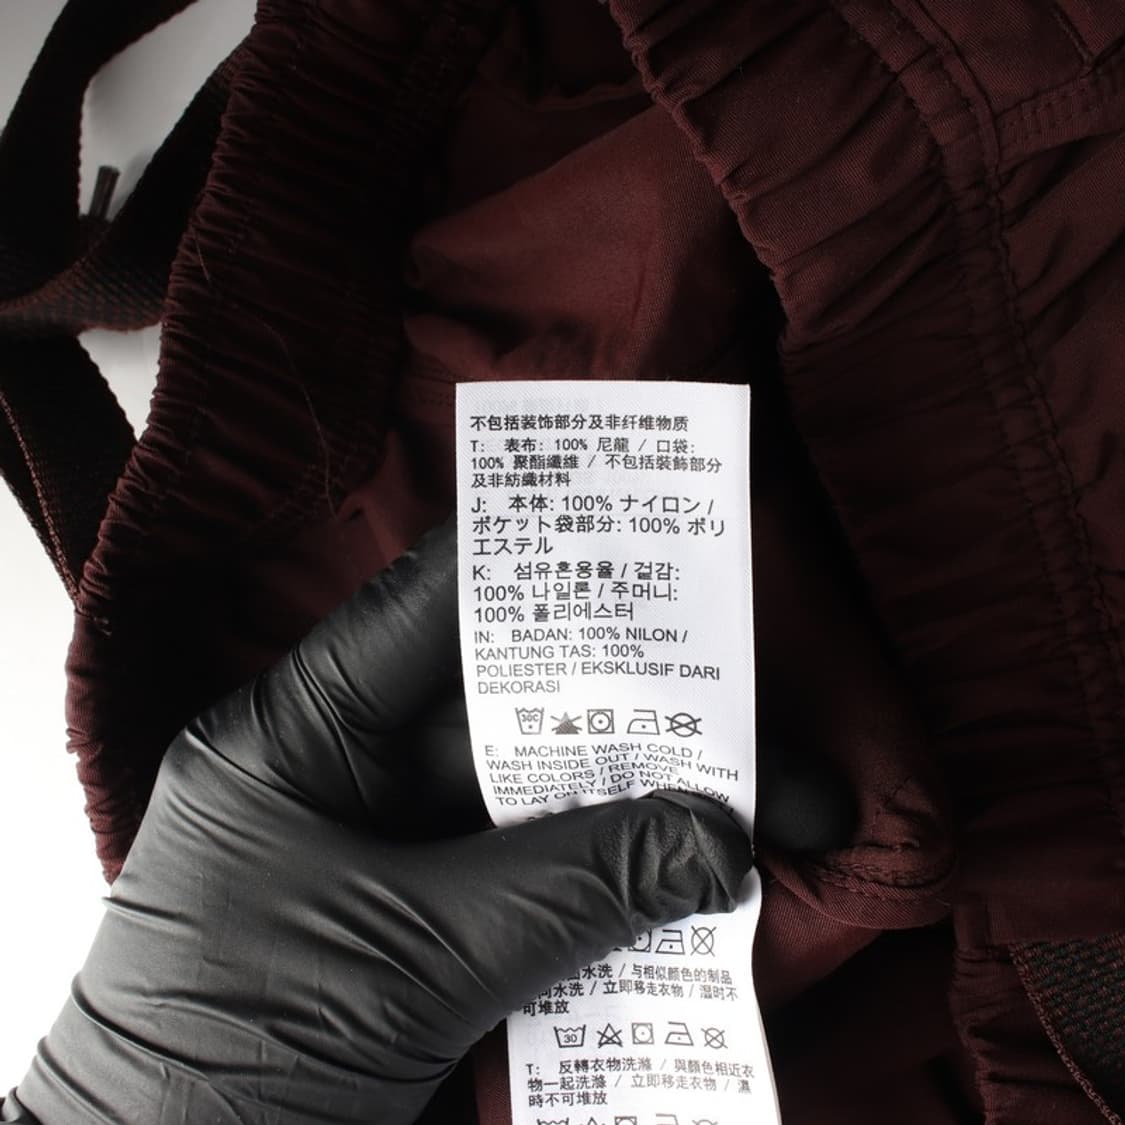 不包括装饰部分及非纤维物质
T: 表布: 100% 尼龍 / 口袋:
100% 聚酯纖維 / 不包括裝飾部分
及非紡織材料
J: 本体: 100% ナイロン /
ポケット袋部分: 100% ポリ
エステル
K: 섬유혼용율 / 겉감:
100% 나일론 / 주머니:
100% 폴리에스터
IN: BADAN: 100% NILON /
KANTUNG TAS: 100%
POLIESTER / EKSKLUSIF DARI
DEKORASI
30C
E: MACHINE WASH COLD /
WASH INSIDE OUT / WASH WITH
LIKE COLORS / REMOVE
IMMEDIATELY / DO NOT ALLOW
TO LAY ON ITSELF WHEN
水洗 / 与相似颜色的制品
同水洗 / 立即移走衣物 / 湿时不
可堆放
30
T: 反轉衣物洗滌 / 與顏色相近衣
物一起洗滌 / 立即移走衣物 / 濕
時不可堆放